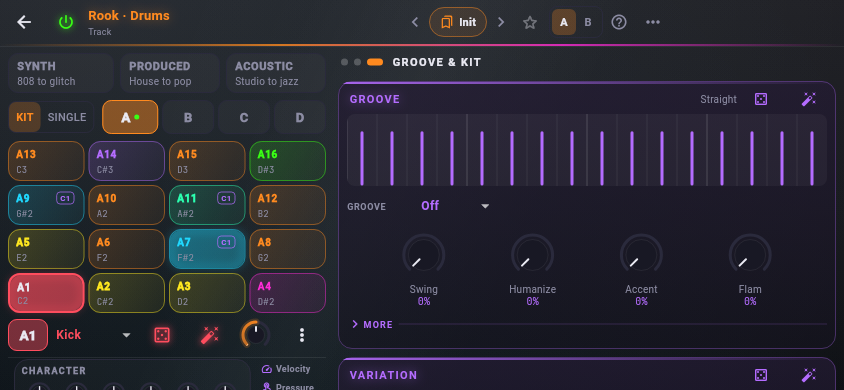 Rook · Drums
Track
Init
A B
SYNTH
808 to glitch
PRODUCED
House to pop
ACOUSTIC
Studio to jazz
KIT SINGLE
A B C D
A13
C3
A14
C#3
A15
D3
A16
D#3
A9 C1
G#2
A10
A2
A11 C1
A#2
A12
B2
A5
E2
A6
F2
A7 C1
F#2
A8
G2
A1
C2
A2
C#2
A3
D2
A4
D#2
A1 Kick
CHARACTER
Velocity
Pressure
GROOVE & KIT
GROOVE Straight
GROOVE Off
Swing
0%
Humanize
0%
Accent
0%
Flam
0%
MORE
VARIATION